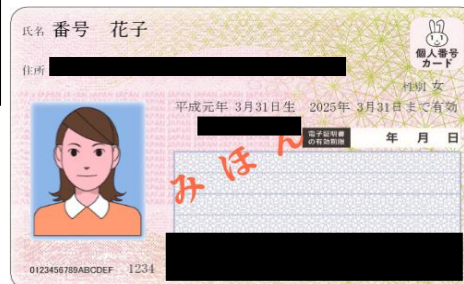 氏名 番号 花子
個人番号
カード
住所
性別 女
平成元年 3月31日生 2025年 3月31日まで有効
電子証明書
の有効期限
年 月 日
みほん
0123456789ABCDEF 1234